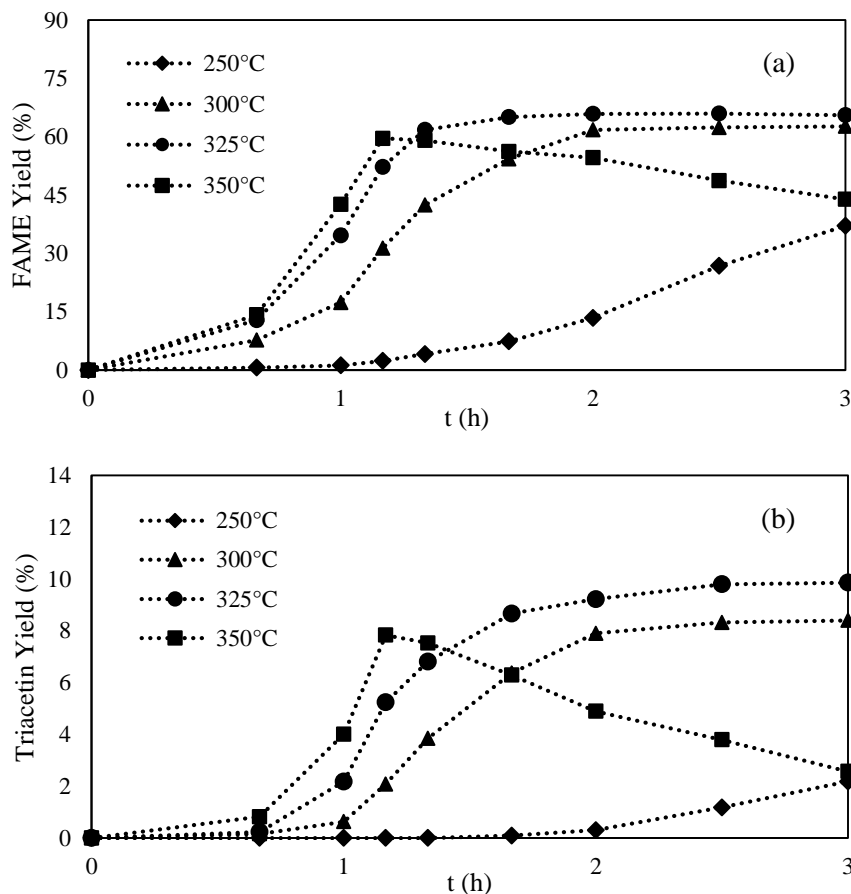 90
75
60
45
30
15
0
FAME Yield (%)
250°C
300°C
325°C
350°C
(a)
0 1 2 3
t (h)
14
12
10
8
6
4
2
0
Triacetin Yield (%)
250°C
300°C
325°C
350°C
(b)
0 1 2 3
t (h)